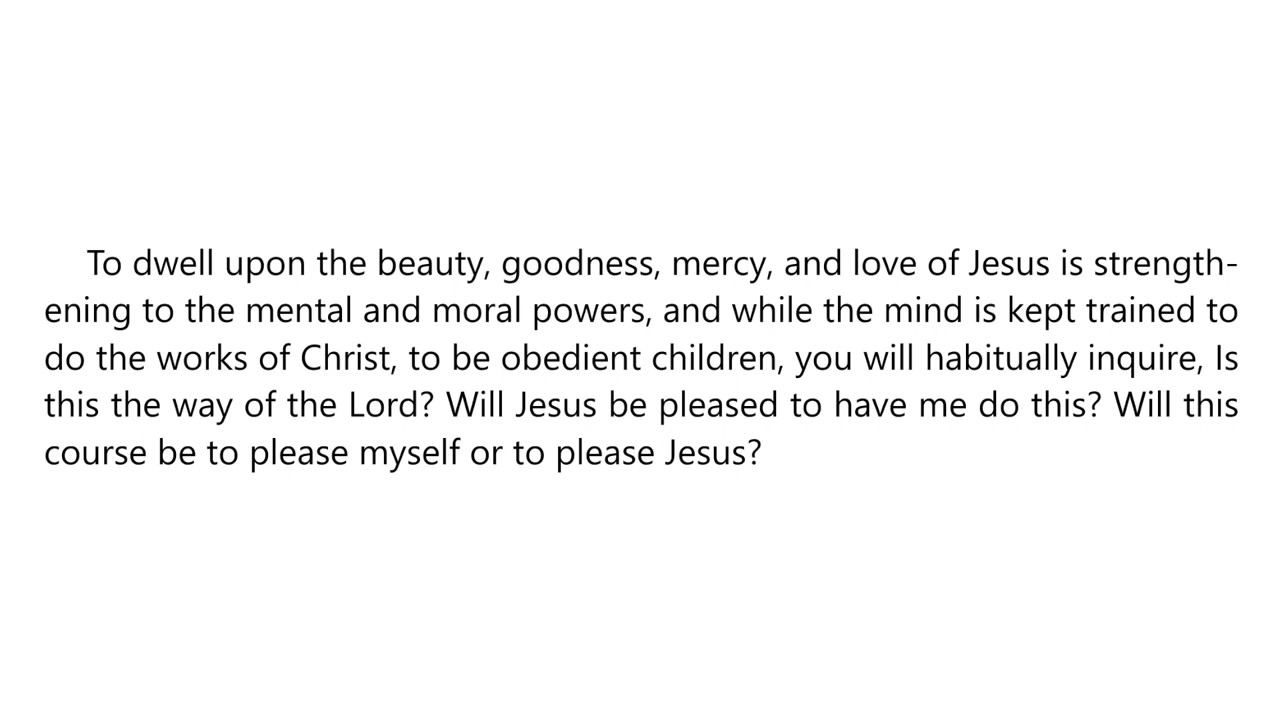 To dwell upon the beauty, goodness, mercy, and love of Jesus is strength-
ening to the mental and moral powers, and while the mind is kept trained to
do the works of Christ, to be obedient children, you will habitually inquire, Is
this the way of the Lord? Will Jesus be pleased to have me do this? Will this
course be to please myself or to please Jesus?